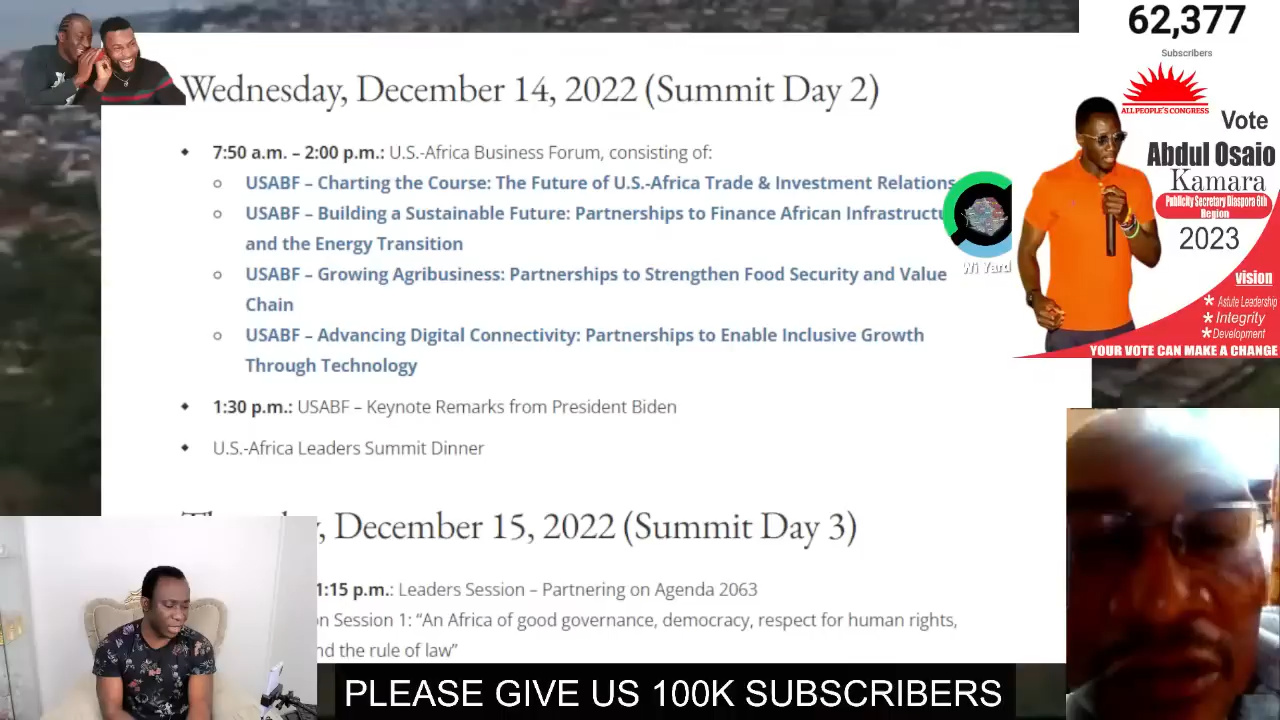 62,377
Subscribers
ALL PEOPLE'S CONGRESS
Vote
Abdul Osaio
Kamara
Publicity Secretary Diaspora 6th
Region
2023
vision
* Astute Leadership
* Integrity
* Development
YOUR VOTE CAN MAKE A CHANGE
Wi Yard
Wednesday, December 14, 2022 (Summit Day 2)
7:50 a.m. – 2:00 p.m.: U.S.-Africa Business Forum, consisting of:
USABF – Charting the Course: The Future of U.S.-Africa Trade & Investment Relations
USABF – Building a Sustainable Future: Partnerships to Finance African Infrastructu
and the Energy Transition
USABF – Growing Agribusiness: Partnerships to Strengthen Food Security and Value
Chain
USABF – Advancing Digital Connectivity: Partnerships to Enable Inclusive Growth
Through Technology
1:30 p.m.: USABF – Keynote Remarks from President Biden
U.S.-Africa Leaders Summit Dinner
December 15, 2022 (Summit Day 3)
1:15 p.m.: Leaders Session – Partnering on Agenda 2063
Session 1: “An Africa of good governance, democracy, respect for human rights,
the rule of law”
PLEASE GIVE US 100K SUBSCRIBERS